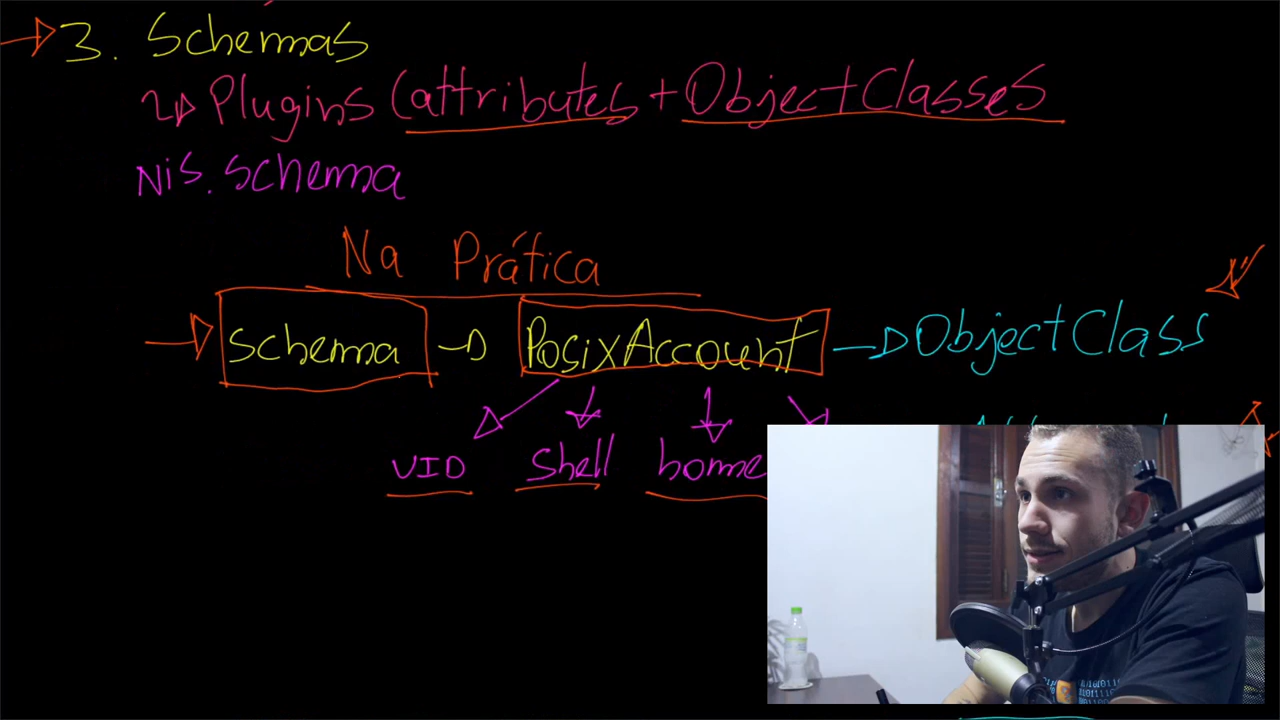 3. Schemas
Plugins (attributes + ObjectClasses
NiS.schema
Na Prática
Schema → PosixAccount → ObjectClass
UID Shell home